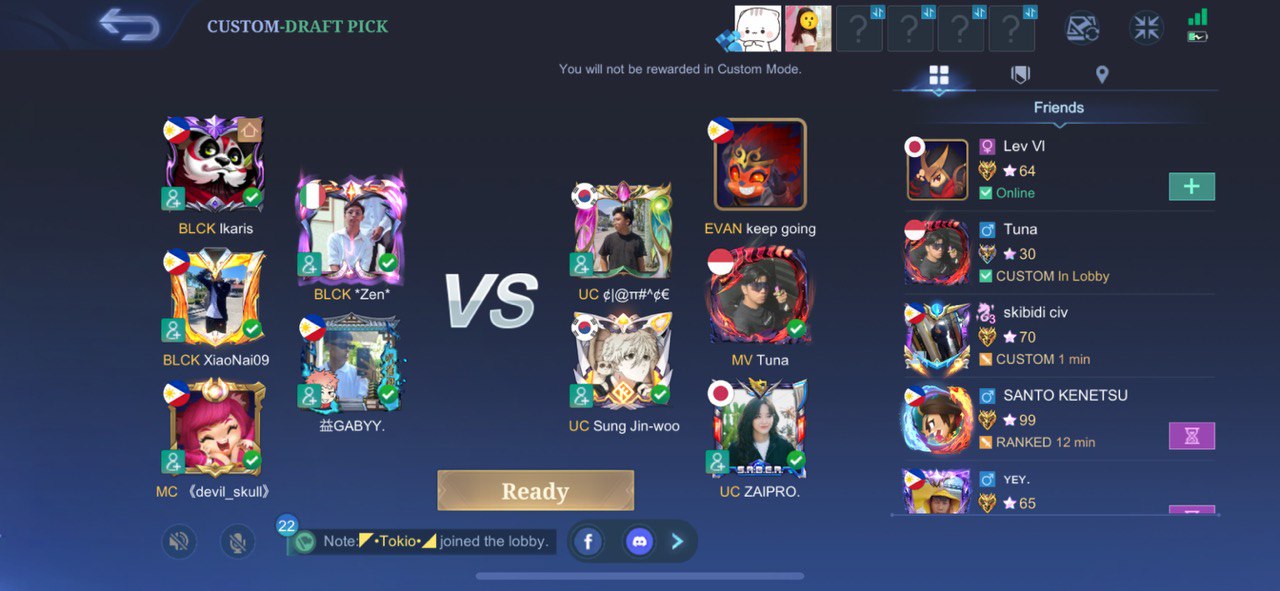 CUSTOM-DRAFT PICK
You will not be rewarded in Custom Mode.
? ? ? ?
BLCK Ikaris
BLCK *Zen*
BLCK XiaoNai09
益GABYY.
MC 《devil_skull》
VS
EVAN keep going
UC ¢|@π#^¢€
MV Tuna
UC Sung Jin-woo
S.A.B.E.R.
UC ZAIPRO.
Ready
22
Note:◤•Tokio•◢ joined the lobby.
Friends
Lev VI
64
Online
Tuna
30
CUSTOM In Lobby
skibidi civ
3
70
CUSTOM 1 min
SANTO KENETSU
99
RANKED 12 min
YEY.
65